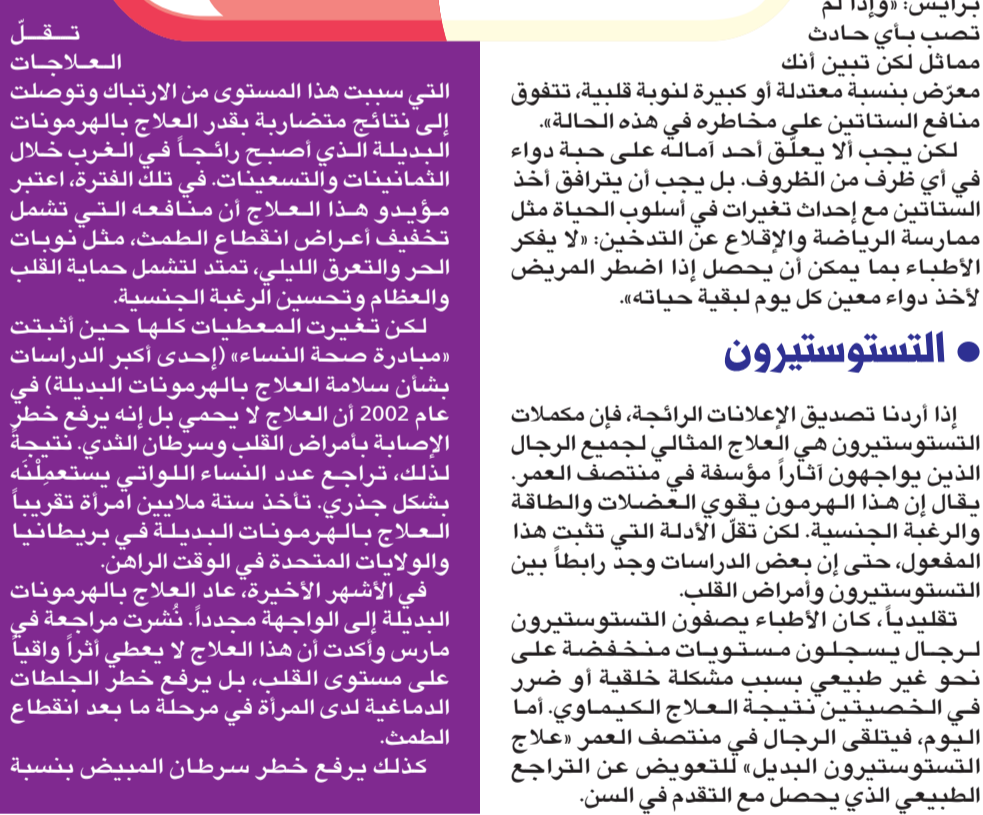 برايس: «وإذا لم
تصب بأي حادث
مماثل لكن تبين أنك
معرّض بنسبة معتدلة أو كبيرة لنوبة قلبية، تتفوق
منافع الستاتين على مخاطره في هذه الحالة».
لكن يجب ألا يعلّق أحد آماله على حبة دواء
في أي ظرف من الظروف. بل يجب أن يترافق أخذ
الستاتين مع إحداث تغيرات في أسلوب الحياة مثل
ممارسة الرياضة والإقلاع عن التدخين: «لا يفكر
الأطباء بما يمكن أن يحصل إذا اضطر المريض
لأخذ دواء معين كل يوم لبقية حياته».
● التستوستيرون
إذا أردنا تصديق الإعلانات الرائجة، فإن مكملات
التستوستيرون هي العلاج المثالي لجميع الرجال
الذين يواجهون آثاراً مؤسفة في منتصف العمر.
يقال إن هذا الهرمون يقوي العضلات والطاقة
والرغبة الجنسية. لكن تقلّ الأدلة التي تثبت هذا
المفعول، حتى إن بعض الدراسات وجد رابطاً بين
التستوستيرون وأمراض القلب.
تقليدياً، كان الأطباء يصفون التستوستيرون
لرجال يسجلون مستويات منخفضة على
نحو غير طبيعي بسبب مشكلة خلقية أو ضرر
في الخصيتين نتيجة العلاج الكيماوي. أما
اليوم، فيتلقى الرجال في منتصف العمر «علاج
التستوستيرون البديل» للتعويض عن التراجع
الطبيعي الذي يحصل مع التقدم في السن.
تقلّ
العلاجات
التي سببت هذا المستوى من الارتباك وتوصلت
إلى نتائج متضاربة بقدر العلاج بالهرمونات
البديلة الذي أصبح رائجاً في الغرب خلال
الثمانينات والتسعينات. في تلك الفترة، اعتبر
مؤيدو هذا العلاج أن منافعه التي تشمل
تخفيف أعراض انقطاع الطمث، مثل نوبات
الحر والتعرق الليلي، تمتد لتشمل حماية القلب
والعظام وتحسين الرغبة الجنسية.
لكن تغيرت المعطيات كلها حين أثبتت
«مبادرة صحة النساء» (إحدى أكبر الدراسات
بشأن سلامة العلاج بالهرمونات البديلة) في
عام 2002 أن العلاج لا يحمي بل إنه يرفع خطر
الإصابة بأمراض القلب وسرطان الثدي. نتيجةً
لذلك، تراجع عدد النساء اللواتي يستعمِلْنَه
بشكل جذري. تأخذ ستة ملايين امرأة تقريباً
العلاج بالهرمونات البديلة في بريطانيا
والولايات المتحدة في الوقت الراهن.
في الأشهر الأخيرة، عاد العلاج بالهرمونات
البديلة إلى الواجهة مجدداً. نُشرت مراجعة في
مارس وأكدت أن هذا العلاج لا يعطي أثراً واقياً
على مستوى القلب، بل يرفع خطر الجلطات
الدماغية لدى المرأة في مرحلة ما بعد انقطاع
الطمث.
كذلك يرفع خطر سرطان المبيض بنسبة